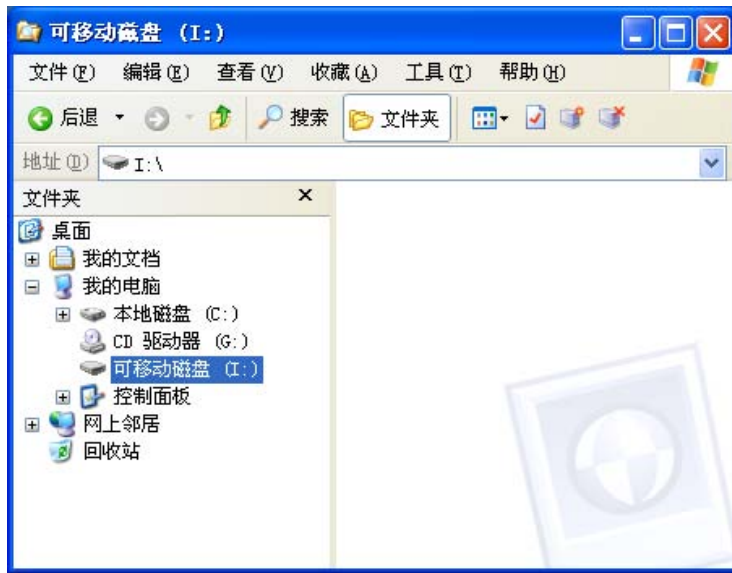 可移动磁盘 (I:)
文件(F) 编辑(E) 查看(V) 收藏(A) 工具(T) 帮助(H)
后退 搜索 文件夹
地址(D) I:\
文件夹
桌面
我的文档
我的电脑
本地磁盘 (C:)
CD 驱动器 (G:)
可移动磁盘 (I:)
控制面板
网上邻居
回收站